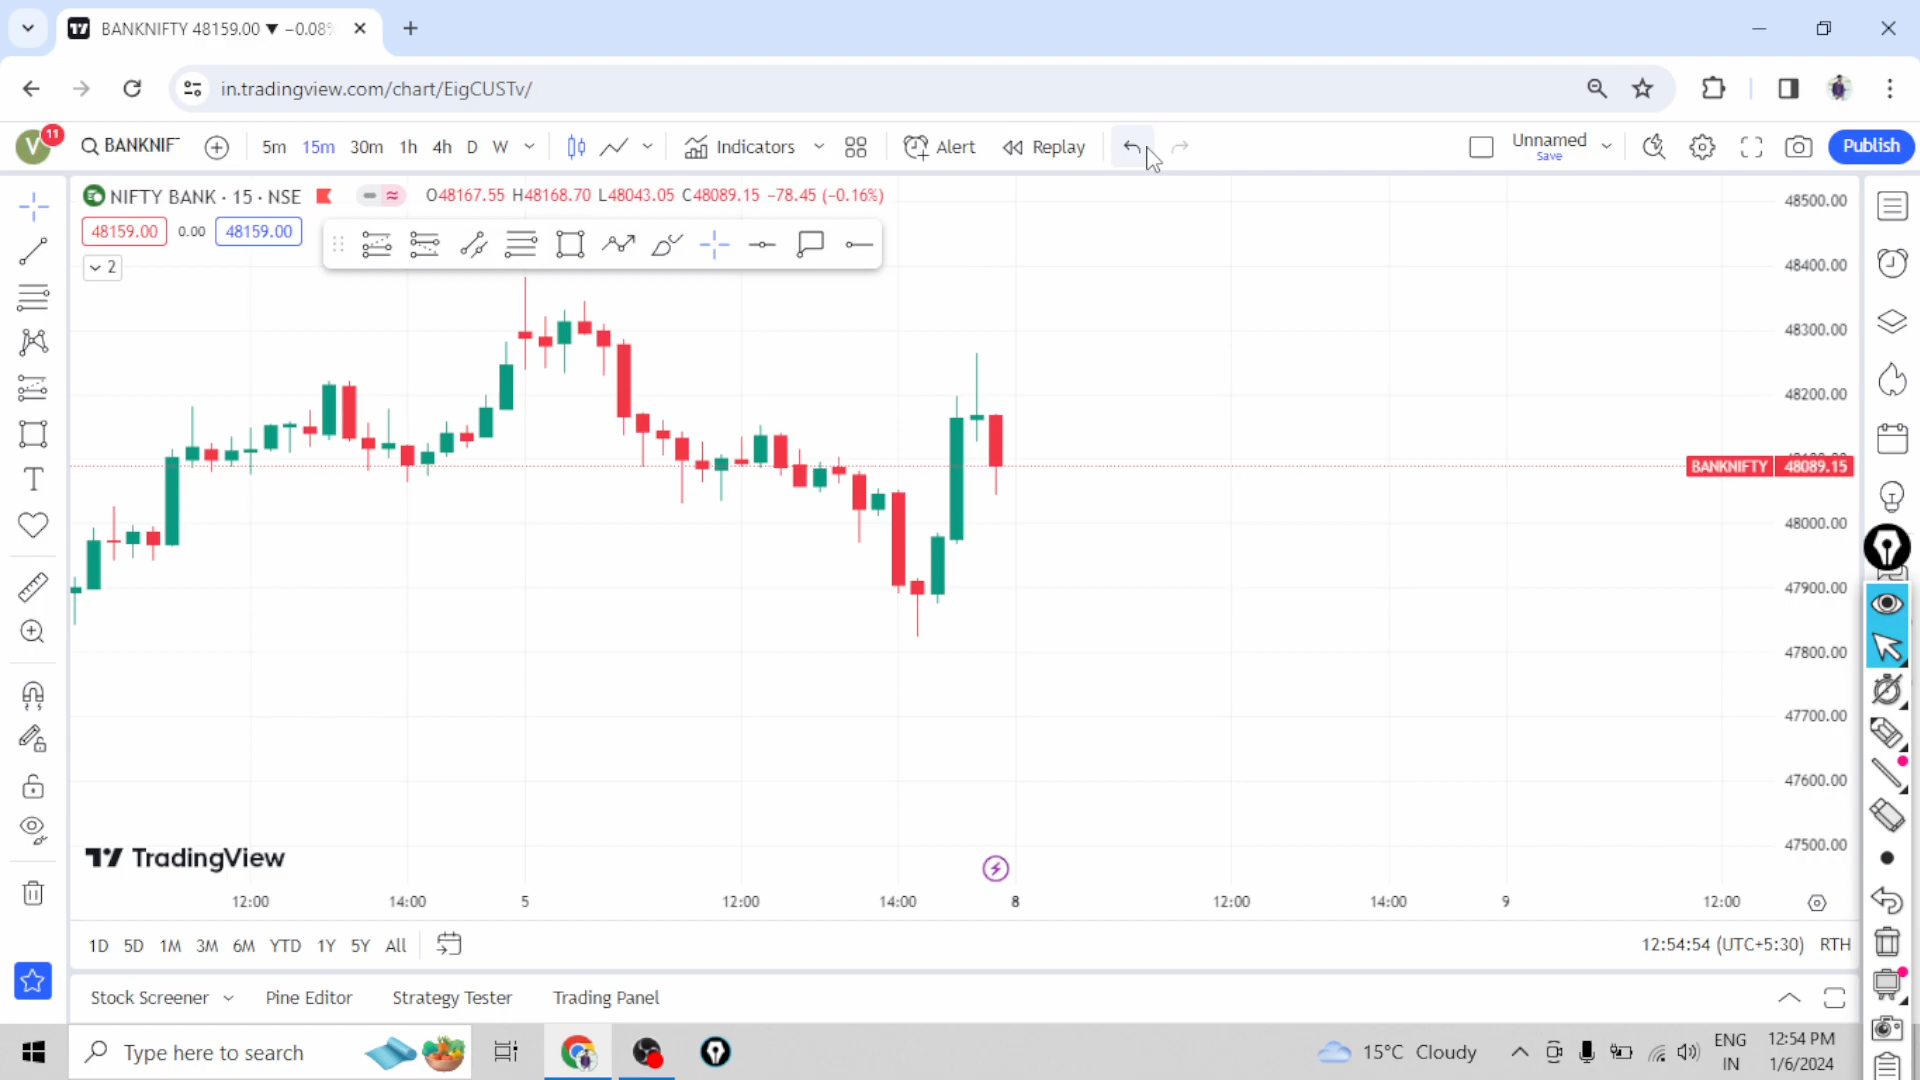 BANKNIFTY 48159.00 ▼ −0.08%
in.tradingview.com/chart/EigCUSTv/
V 11 BANKNIF 5m 15m 30m 1h 4h D W Indicators Alert Replay Unnamed Save Publish
NIFTY BANK · 15 · NSE O48167.55 H48168.70 L48043.05 C48089.15 −78.45 (−0.16%)
48159.00 0.00 48159.00
2
48500.00
48400.00
48300.00
48200.00
BANKNIFTY 48089.15
48000.00
47900.00
47800.00
47700.00
47600.00
47500.00
TradingView
12:00 14:00 5 12:00 14:00 8 12:00 14:00 9 12:00
1D 5D 1M 3M 6M YTD 1Y 5Y All 12:54:54 (UTC+5:30) RTH
Stock Screener Pine Editor Strategy Tester Trading Panel
Type here to search 15°C Cloudy ENG IN 12:54 PM 1/6/2024